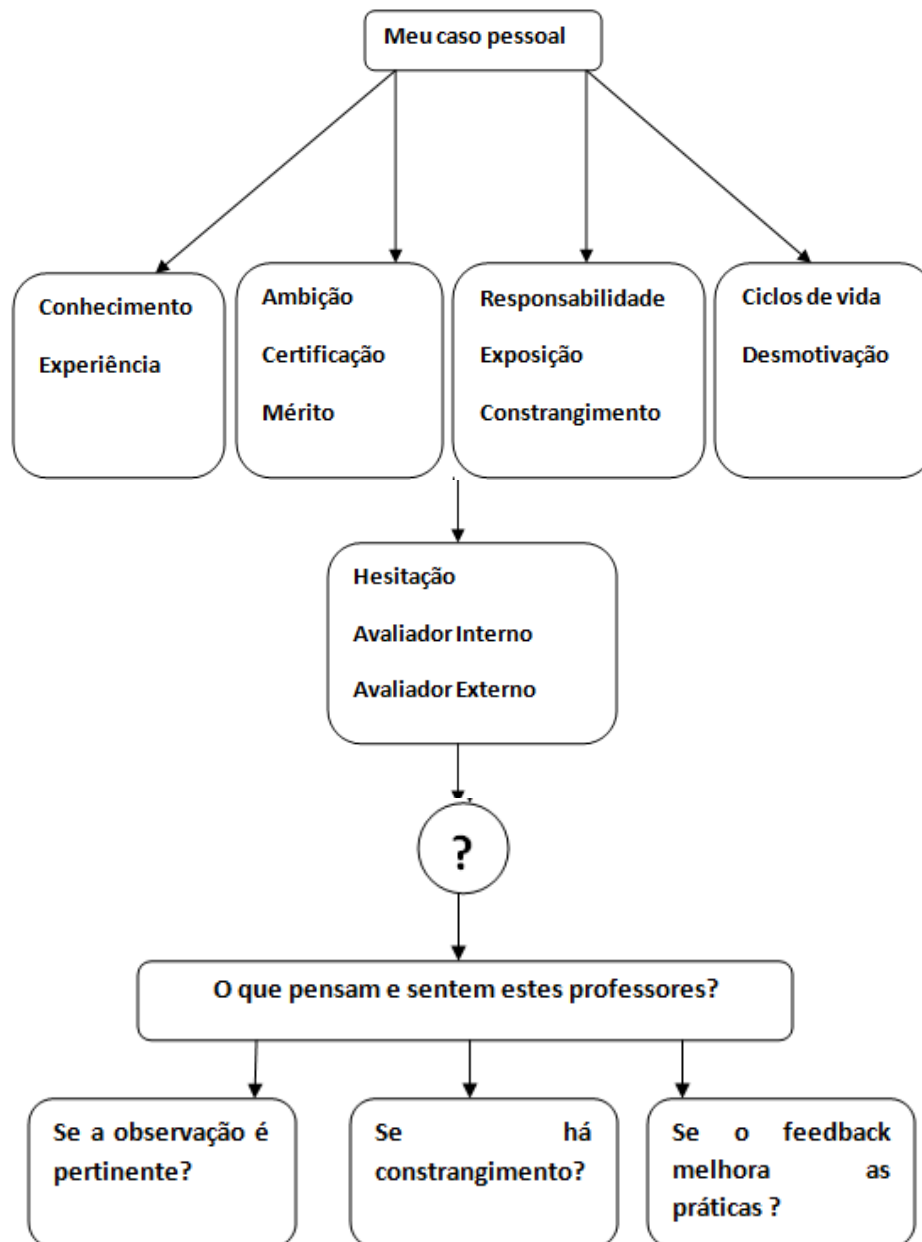 Meu caso pessoal
Conhecimento
Experiência
Ambição
Certificação
Mérito
Responsabilidade
Exposição
Constrangimento
Ciclos de vida
Desmotivação
Hesitação
Avaliador Interno
Avaliador Externo
?
O que pensam e sentem estes professores?
Se a observação é
pertinente?
Se há
constrangimento?
Se o feedback
melhora as
práticas ?